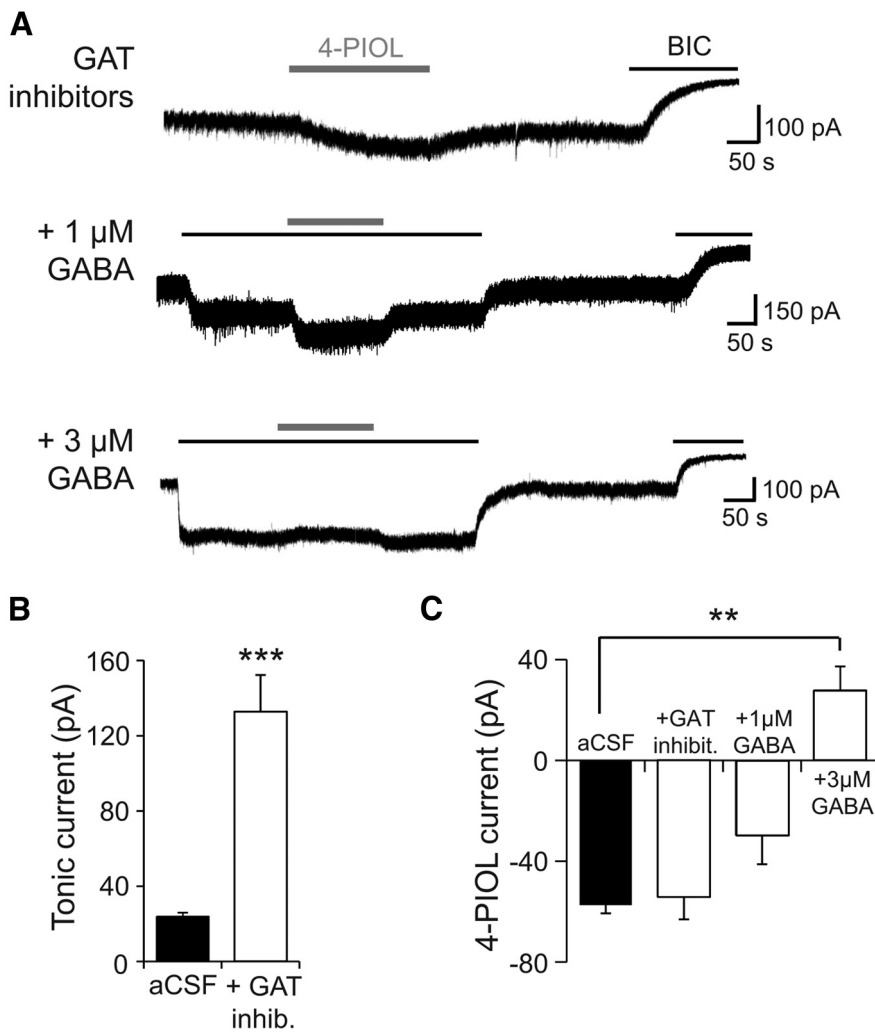 A
GAT
inhibitors
4-PIOL
BIC
100 pA
50 s
+ 1 µM
GABA
150 pA
50 s
+ 3 µM
GABA
100 pA
50 s
B
Tonic current (pA)
160
120
80
40
0
***
aCSF
+ GAT
inhib.
C
4-PIOL current (pA)
40
0
-40
-80
**
aCSF
+GAT
inhibit.
+1µM
GABA
+3µM
GABA